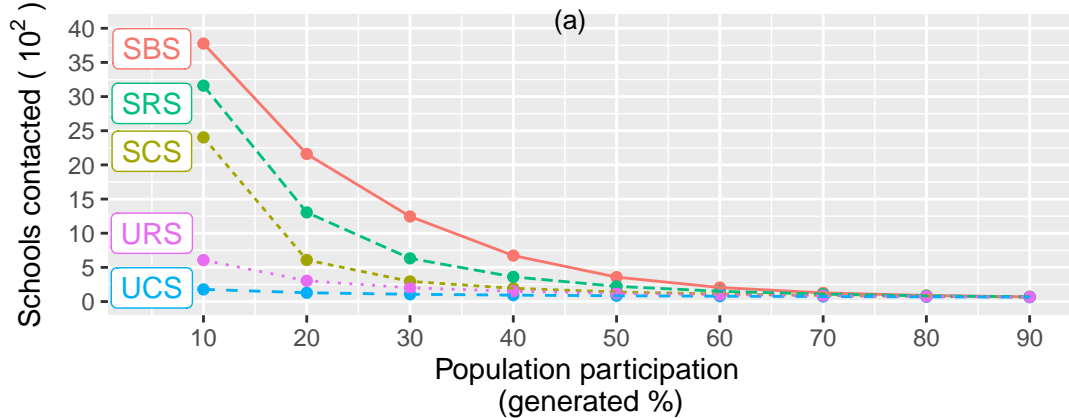 (a)
Schools contacted ( 10²)
40
35
30
25
20
15
10
5
0
SBS
SRS
SCS
URS
UCS
10 20 30 40 50 60 70 80 90
Population participation
(generated %)